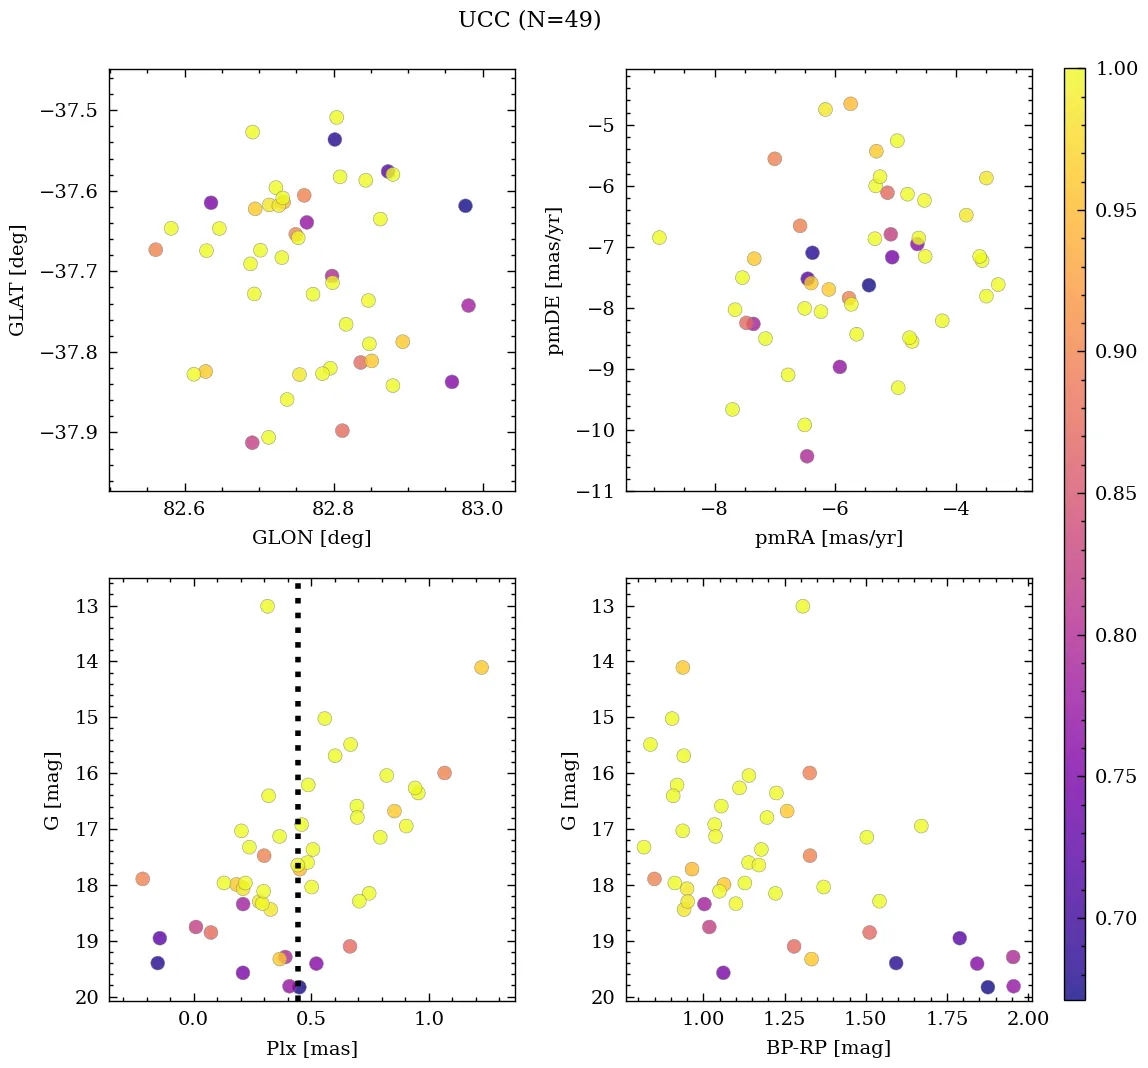 UCC (N=49)
−37.5
−37.6
−37.7
−37.8
−37.9
GLAT [deg]
82.6 82.8 83.0
GLON [deg]
−5
−6
−7
−8
−9
−10
−11
pmDE [mas/yr]
−8 −6 −4
pmRA [mas/yr]
13
14
15
16
17
18
19
20
G [mag]
0.0 0.5 1.0
Plx [mas]
13
14
15
16
17
18
19
20
G [mag]
1.00 1.25 1.50 1.75 2.00
BP-RP [mag]
1.00
0.95
0.90
0.85
0.80
0.75
0.70